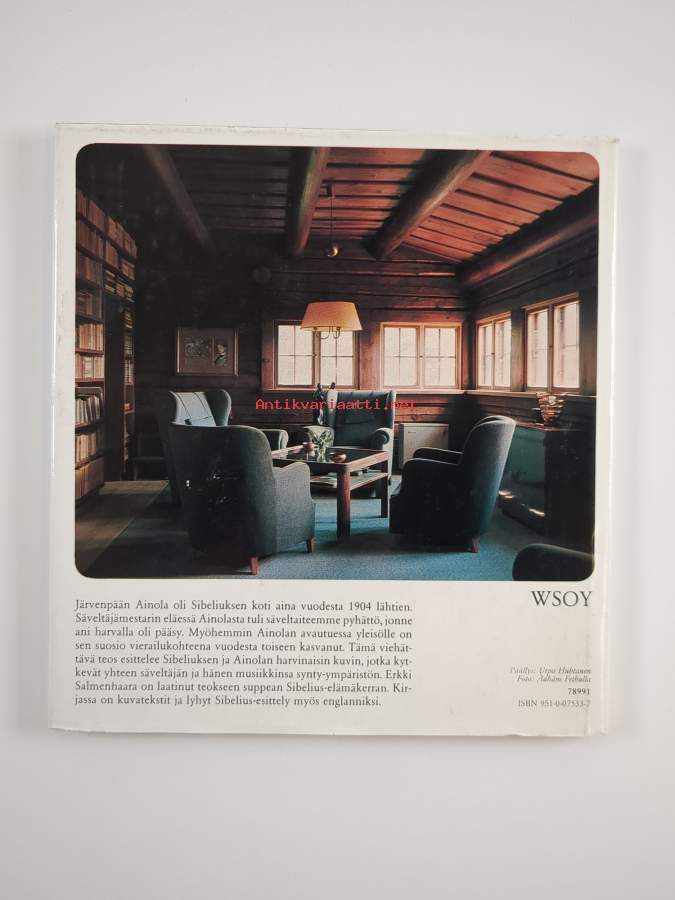 Antikvariaatti.net
WSOY
Järvenpään Ainola oli Sibeliuksen koti aina vuodesta 1904 lähtien.
Säveltäjämestarin eläessä Ainolasta tuli säveltaiteemme pyhättö, jonne
ani harvalla oli pääsy. Myöhemmin Ainolan avautuessa yleisölle on
sen suosio vierailukohteena vuodesta toiseen kasvanut. Tämä viehät-
tävä teos esittelee Sibeliuksen ja Ainolan harvinaisin kuvin, jotka kyt-
kevät yhteen säveltäjän ja hänen musiikkinsa synty-ympäristön. Erkki
Salmenhaara on laatinut teokseen suppean Sibelius-elämäkerran. Kir-
jassa on kuvatekstit ja lyhyt Sibelius-esittely myös englanniksi.
Päällys: Urpo Huhtanen
Foto: Ádhám Fethulla
78991
ISBN 951-0-07533-7